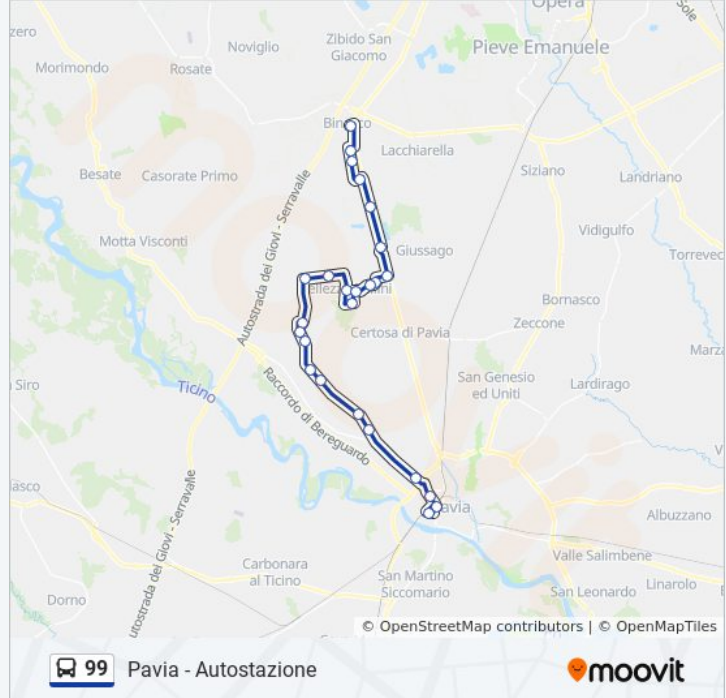 Opera
Sole
zero
Zibido San
Giacomo
Noviglio
Pieve Emanuele
Morimondo
Rosate
Lacchiarella
Siziano
Besate
Casorate Primo
Landriano
Autostrada dei Giovi - Serravalle
Motta Visconti
Vidigulfo
Giussago
Torrevec
Bornasco
Zeccone
Certosa di Pavia
Marza
Siro
Ticino
San Genesio
ed Uniti
Lardirago
Raccordo di Bereguardo
V
asco
utostrada dei Giovi - Serravalle
Pavia
Albuzzano
Valle Salimbene
Carbonara
al Ticino
San Martino
Siccomario
Linarolo
San Leonardo
Dorno
© OpenStreetMap contributors | © OpenMapTiles
99 Pavia - Autostazione
moovit